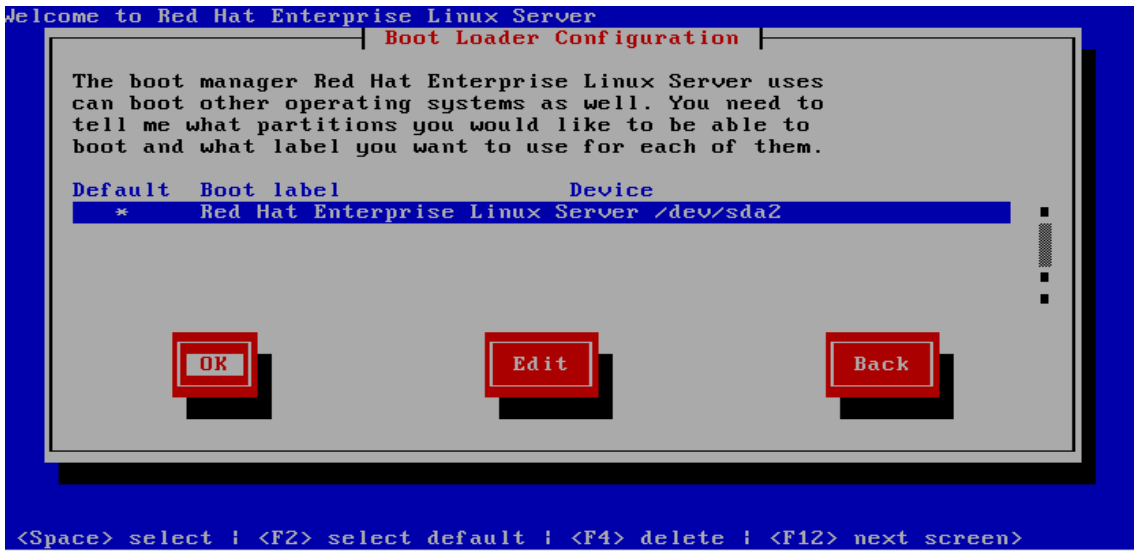 Welcome to Red Hat Enterprise Linux Server
Boot Loader Configuration
The boot manager Red Hat Enterprise Linux Server uses
can boot other operating systems as well. You need to
tell me what partitions you would like to be able to
boot and what label you want to use for each of them.
Default Boot label Device
* Red Hat Enterprise Linux Server /dev/sda2
OK Edit Back
<Space> select | <F2> select default | <F4> delete | <F12> next screen>